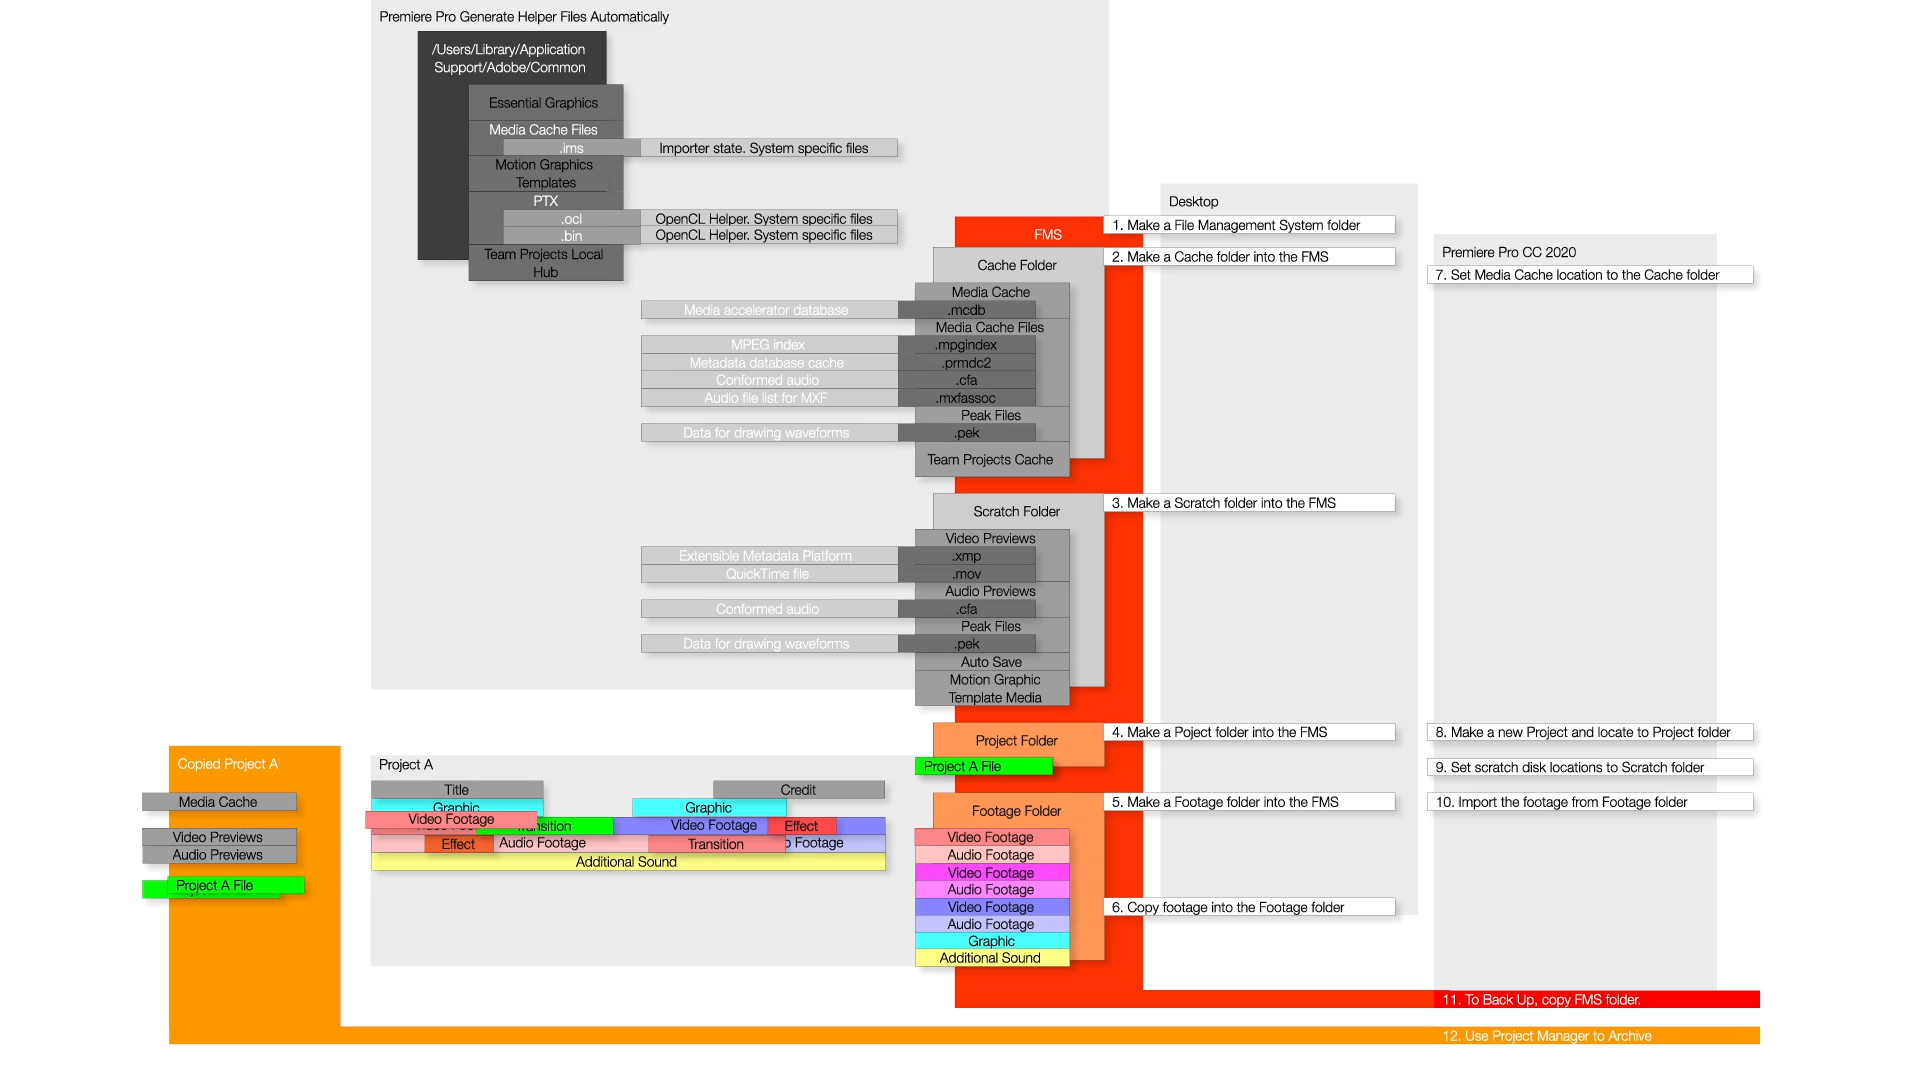 Premiere Pro Generate Helper Files Automatically
/Users/Library/Application
Support/Adobe/Common
Essential Graphics
Media Cache Files
.ims
Importer state. System specific files
Motion Graphics
Templates
PTX
.ocl
OpenCL Helper. System specific files
.bin
OpenCL Helper. System specific files
Team Projects Local
Hub
FMS
Cache Folder
Media Cache
Media accelerator database
.mcdb
Media Cache Files
MPEG index
.mpgindex
Metadata database cache
.prmdc2
Conformed audio
.cfa
Audio file list for MXF
.mxfassoc
Peak Files
Data for drawing waveforms
.pek
Team Projects Cache
Scratch Folder
Video Previews
Extensible Metadata Platform
.xmp
QuickTime file
.mov
Audio Previews
Conformed audio
.cfa
Peak Files
Data for drawing waveforms
.pek
Auto Save
Motion Graphic
Template Media
Project Folder
Project A File
Footage Folder
Video Footage
Audio Footage
Video Footage
Audio Footage
Video Footage
Audio Footage
Graphic
Additional Sound
Desktop
1. Make a File Management System folder
2. Make a Cache folder into the FMS
3. Make a Scratch folder into the FMS
4. Make a Poject folder into the FMS
5. Make a Footage folder into the FMS
6. Copy footage into the Footage folder
Premiere Pro CC 2020
7. Set Media Cache location to the Cache folder
8. Make a new Project and locate to Project folder
9. Set scratch disk locations to Scratch folder
10. Import the footage from Footage folder
11. To Back Up, copy FMS folder.
12. Use Project Manager to Archive
Copied Project A
Media Cache
Video Previews
Audio Previews
Project A File
Project A
Title
Credit
Graphic
Graphic
Video Footage
Video Footage
Effect
Effect
Audio Footage
Transition
Footage
Additional Sound